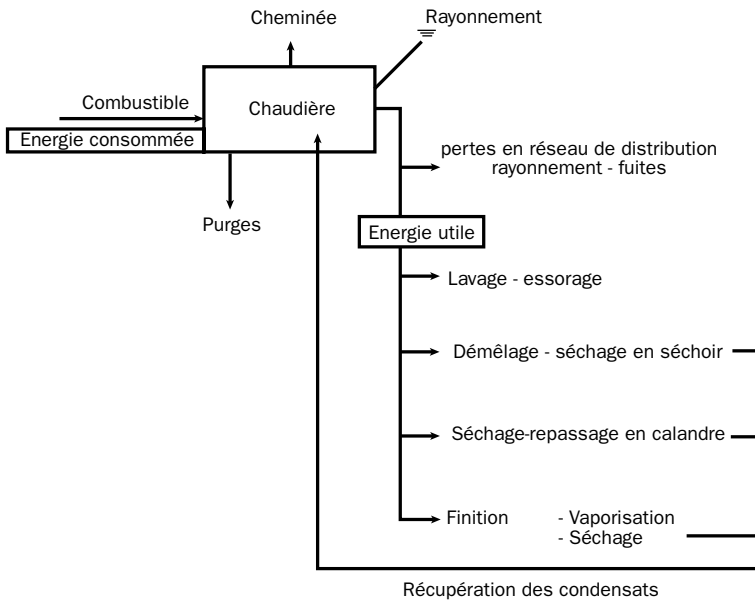 Cheminée
Rayonnement
Combustible
Chaudière
Energie consommée
pertes en réseau de distribution
rayonnement - fuites
Purges
Energie utile
Lavage - essorage
Démêlage - séchage en séchoir
Séchage-repassage en calandre
Finition - Vaporisation
- Séchage
Récupération des condensats